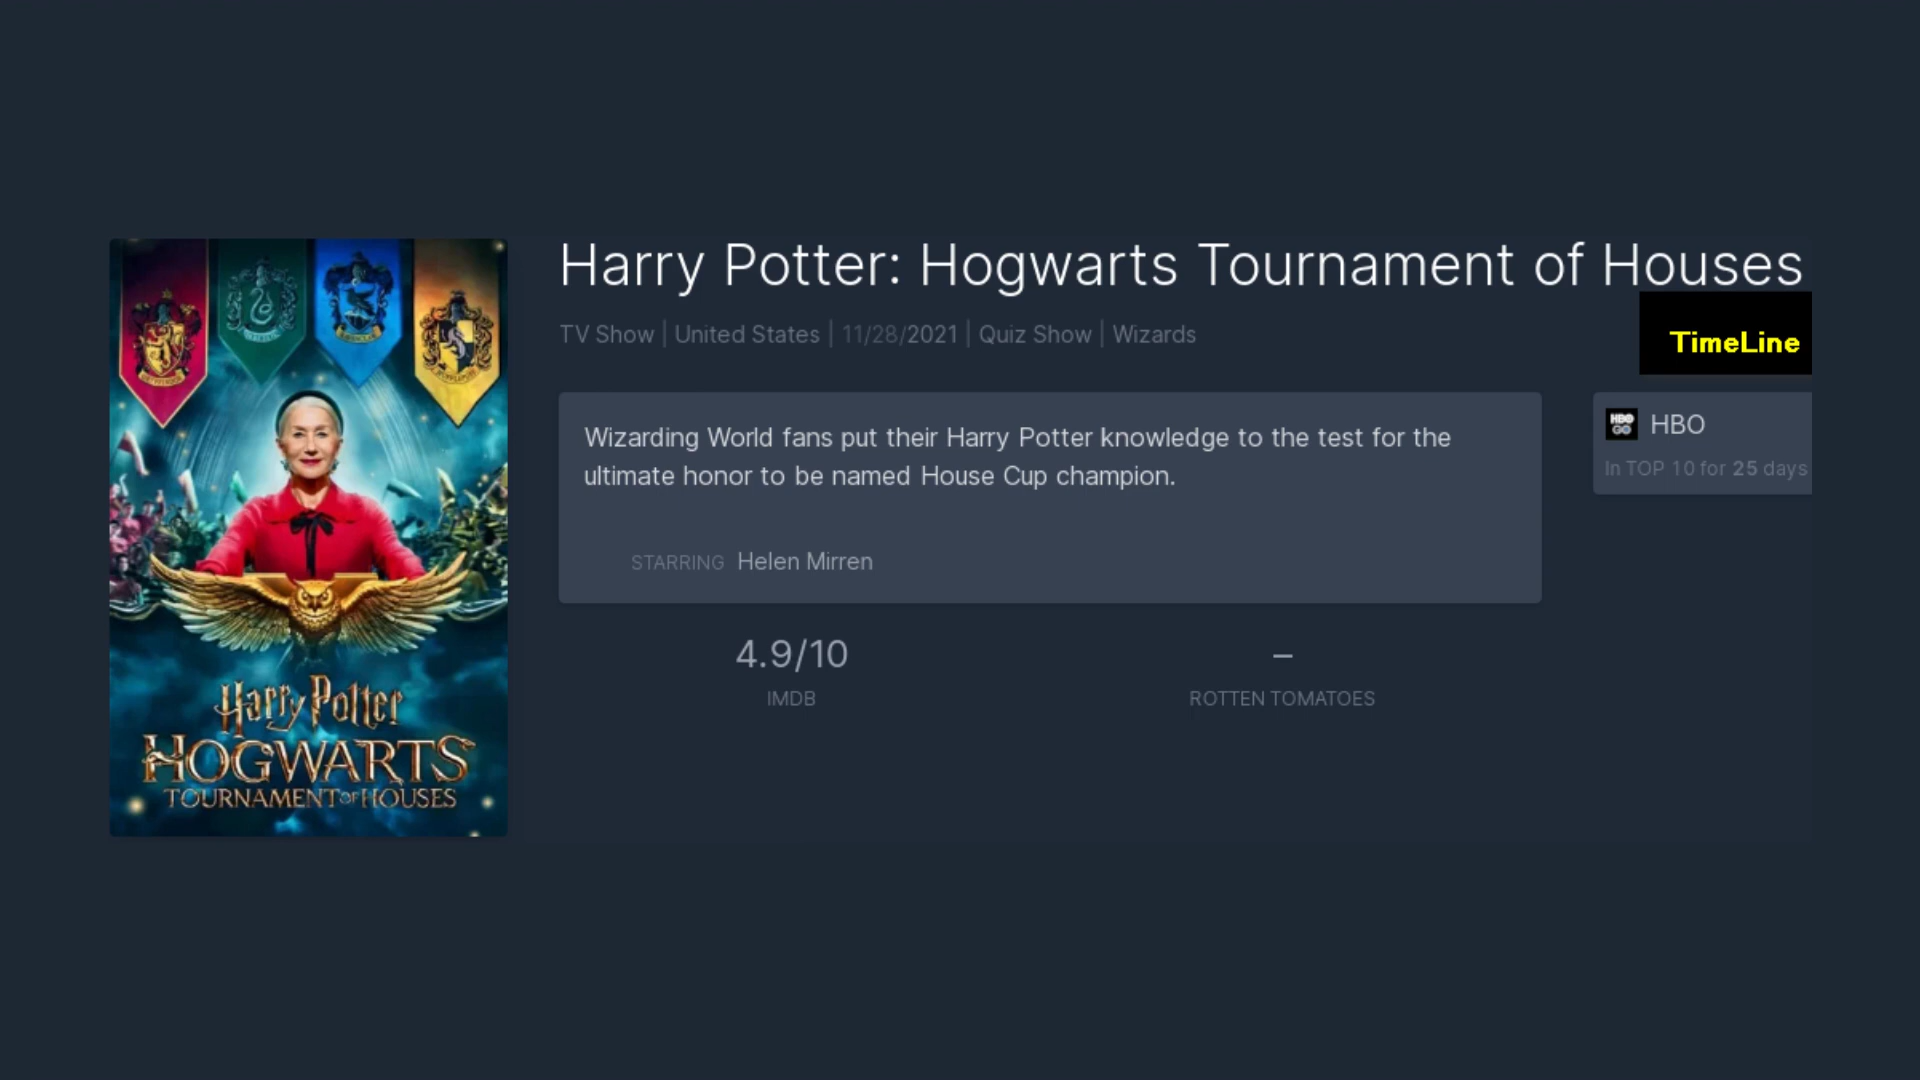 Harry Potter: Hogwarts Tournament of Houses
TV Show | United States | 11/28/2021 | Quiz Show | Wizards
TimeLine
Wizarding World fans put their Harry Potter knowledge to the test for the
ultimate honor to be named House Cup champion.
STARRING Helen Mirren
HBO
GO
HBO
In TOP 10 for 25 days
4.9/10
IMDB
–
ROTTEN TOMATOES
Harry Potter
HOGWARTS
TOURNAMENT OF HOUSES